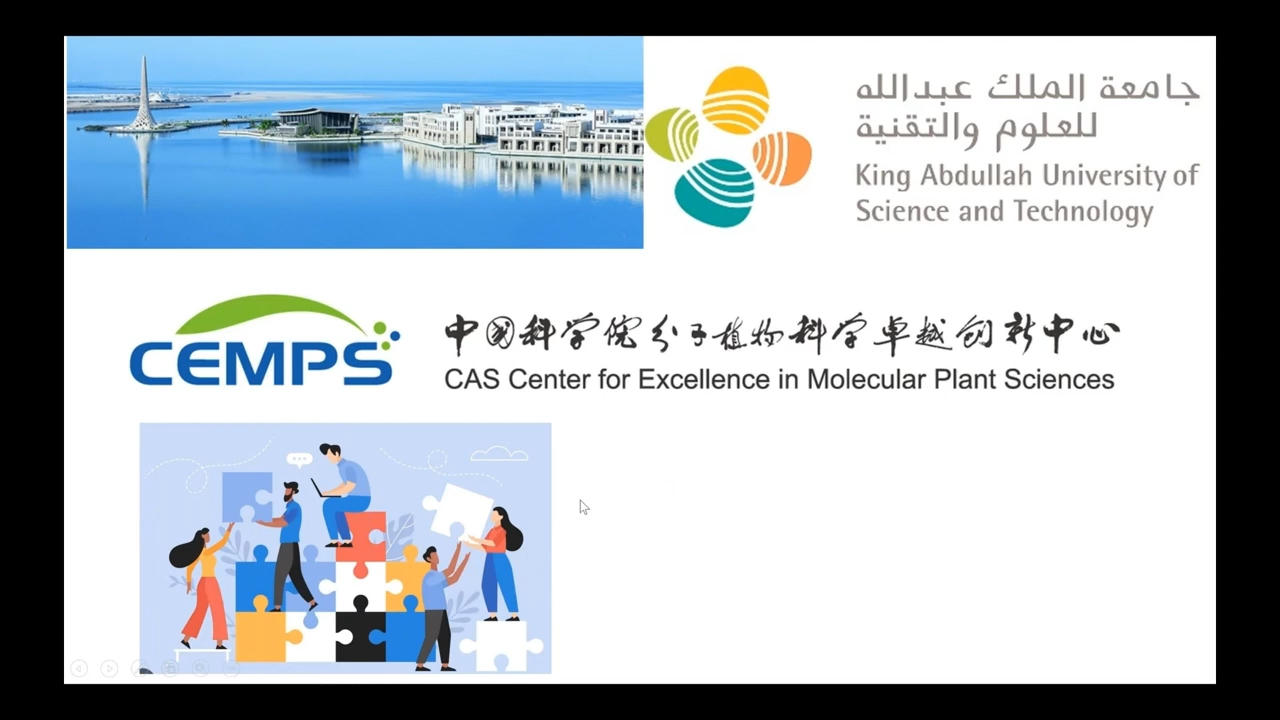 جامعة الملك عبدالله
للعلوم والتقنية
King Abdullah University of
Science and Technology
CEMPS
中国科学院分子植物科学卓越创新中心
CAS Center for Excellence in Molecular Plant Sciences